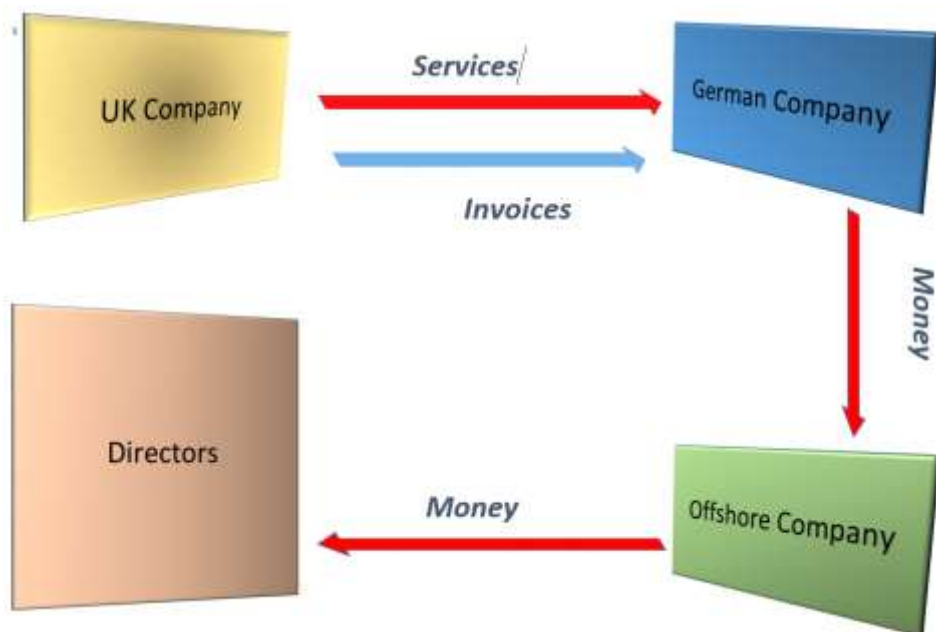 Services
UK Company
German Company
Invoices
Money
Directors
Money
Offshore Company